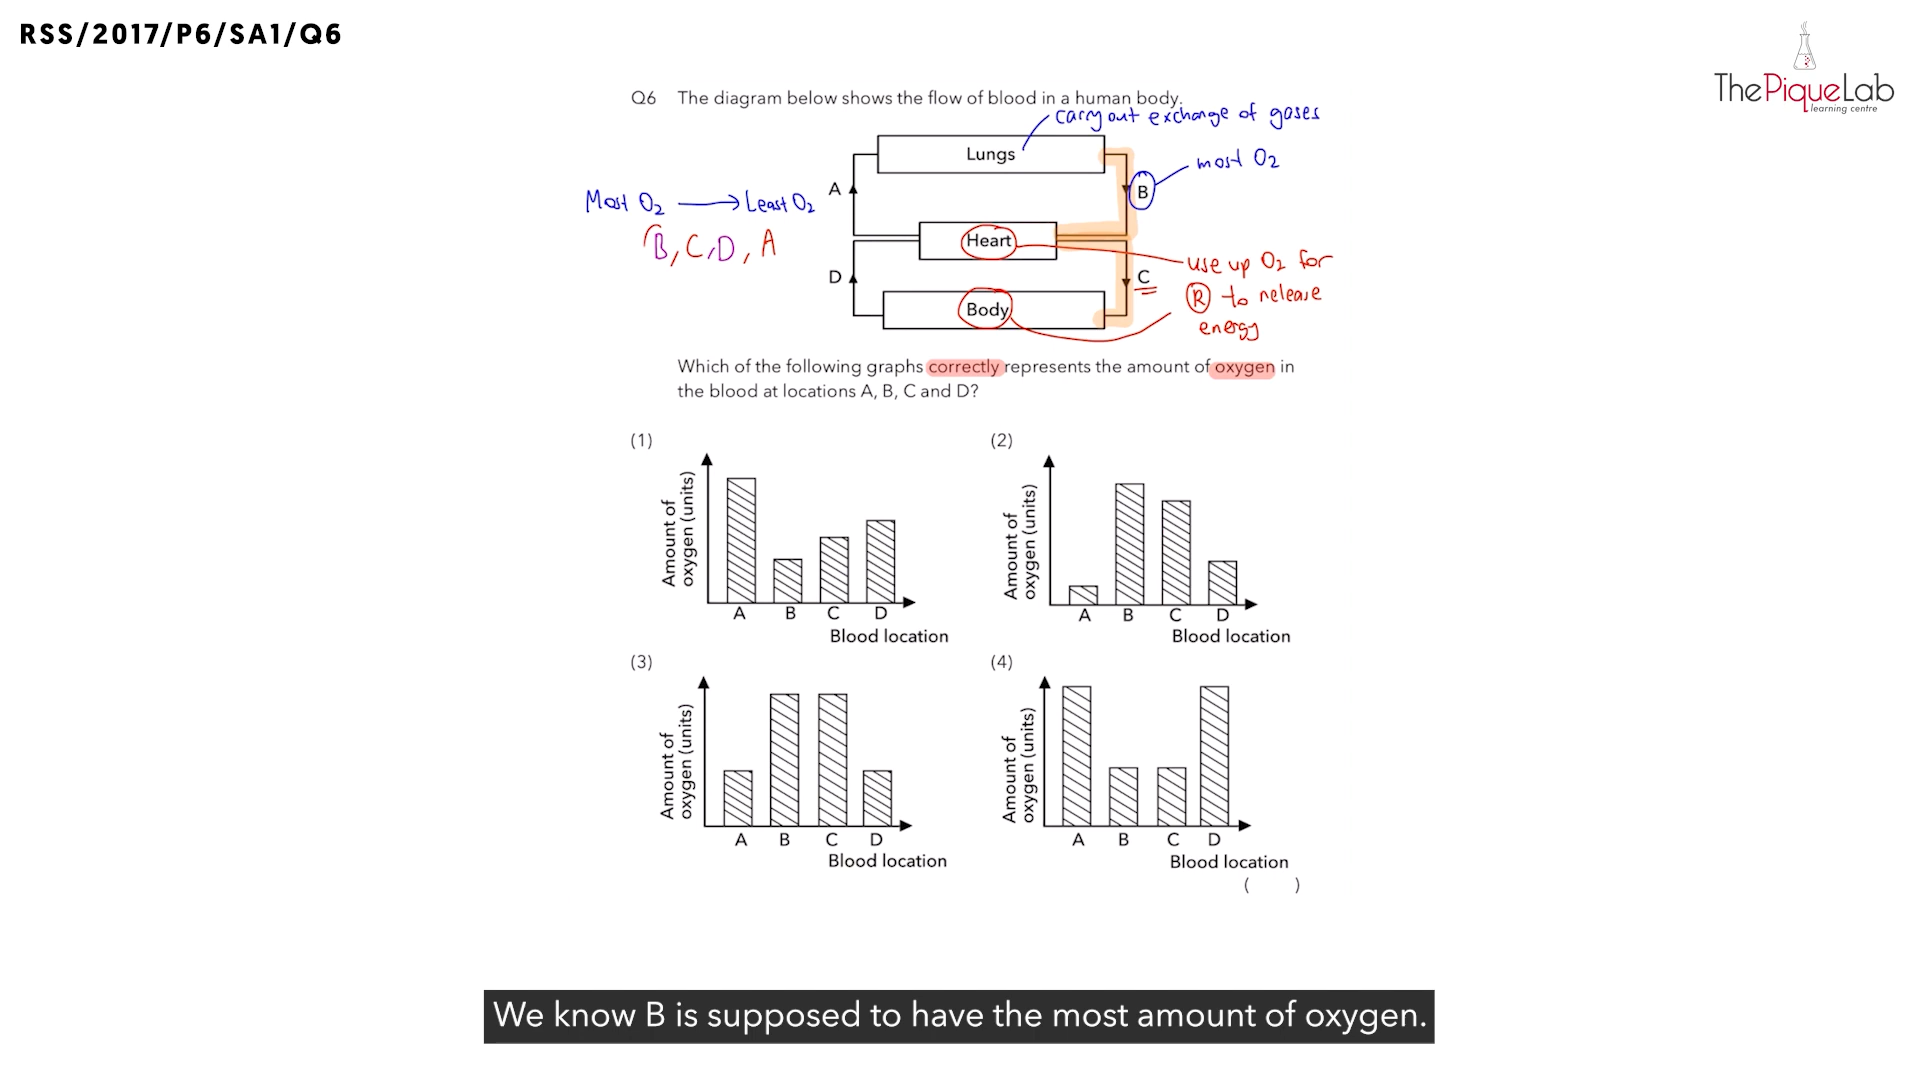 RSS/2017/P6/SA1/Q6
ThePiqueLab
learning centre
Q6 The diagram below shows the flow of blood in a human body.
carry out exchange of gases
Lungs
most O2
A
B
Most O2 → Least O2
B, C, D, A
Heart
use up O2 for
R to release
energy
D
C
Body
Which of the following graphs correctly represents the amount of oxygen in
the blood at locations A, B, C and D?
(1)
Amount of
oxygen (units)
A B C D
Blood location
(2)
Amount of
oxygen (units)
A B C D
Blood location
(3)
Amount of
oxygen (units)
A B C D
Blood location
(4)
Amount of
oxygen (units)
A B C D
Blood location
( )
We know B is supposed to have the most amount of oxygen.